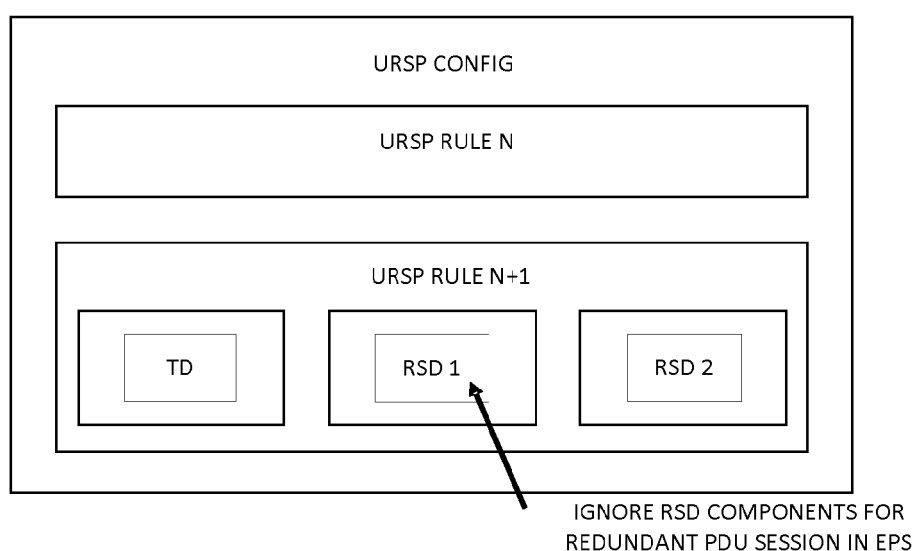 URSP CONFIG
URSP RULE N
URSP RULE N+1
TD
RSD 1
RSD 2
IGNORE RSD COMPONENTS FOR
REDUNDANT PDU SESSION IN EPS